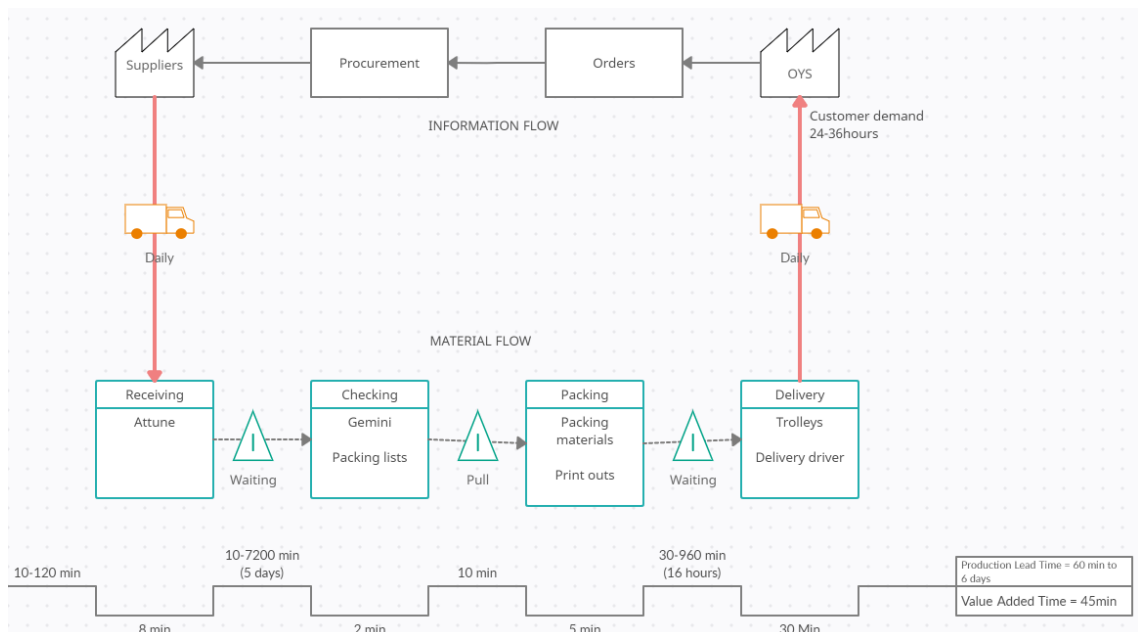 Suppliers
Procurement
Orders
OYS
INFORMATION FLOW
Customer demand
24-36hours
Daily
Daily
MATERIAL FLOW
Receiving
Attune
Waiting
Checking
Gemini
Packing lists
Pull
Packing
Packing
materials
Print outs
Waiting
Delivery
Trolleys
Delivery driver
10-120 min
10-7200 min
(5 days)
10 min
30-960 min
(16 hours)
8 min
2 min
5 min
30 Min
Production Lead Time = 60 min to
6 days
Value Added Time = 45min